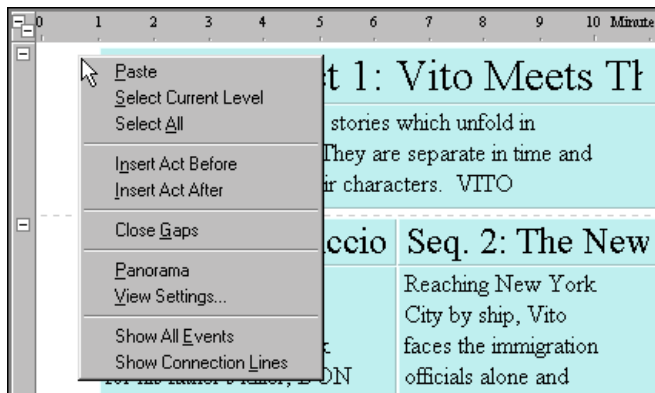 0 1 2 3 4 5 6 7 8 9 10 Minute
t 1: Vito Meets Th
Paste
Select Current Level
Select All
Insert Act Before
Insert Act After
Close Gaps
Panorama
View Settings...
Show All Events
Show Connection Lines
stories which unfold in
They are separate in time and
ir characters. VITO
ccio
Seq. 2: The New
Reaching New York
City by ship, Vito
faces the immigration
officials alone and